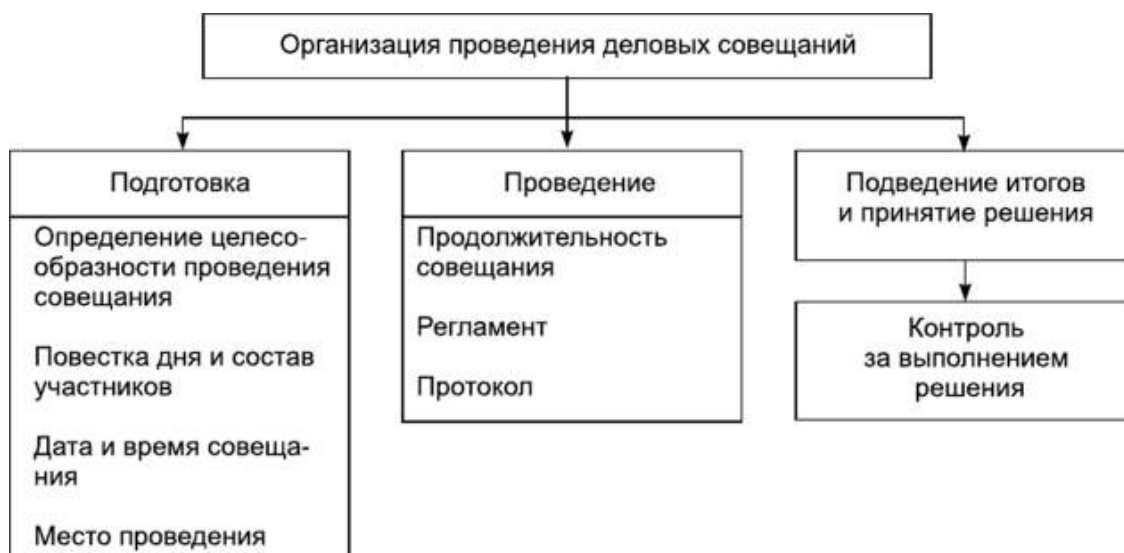 Организация проведения деловых совещаний
Подготовка
Определение целесо-
образности проведения
совещания
Повестка дня и состав
участников
Дата и время совеща-
ния
Место проведения
Проведение
Продолжительность
совещания
Регламент
Протокол
Подведение итогов
и принятие решения
Контроль
за выполнением
решения